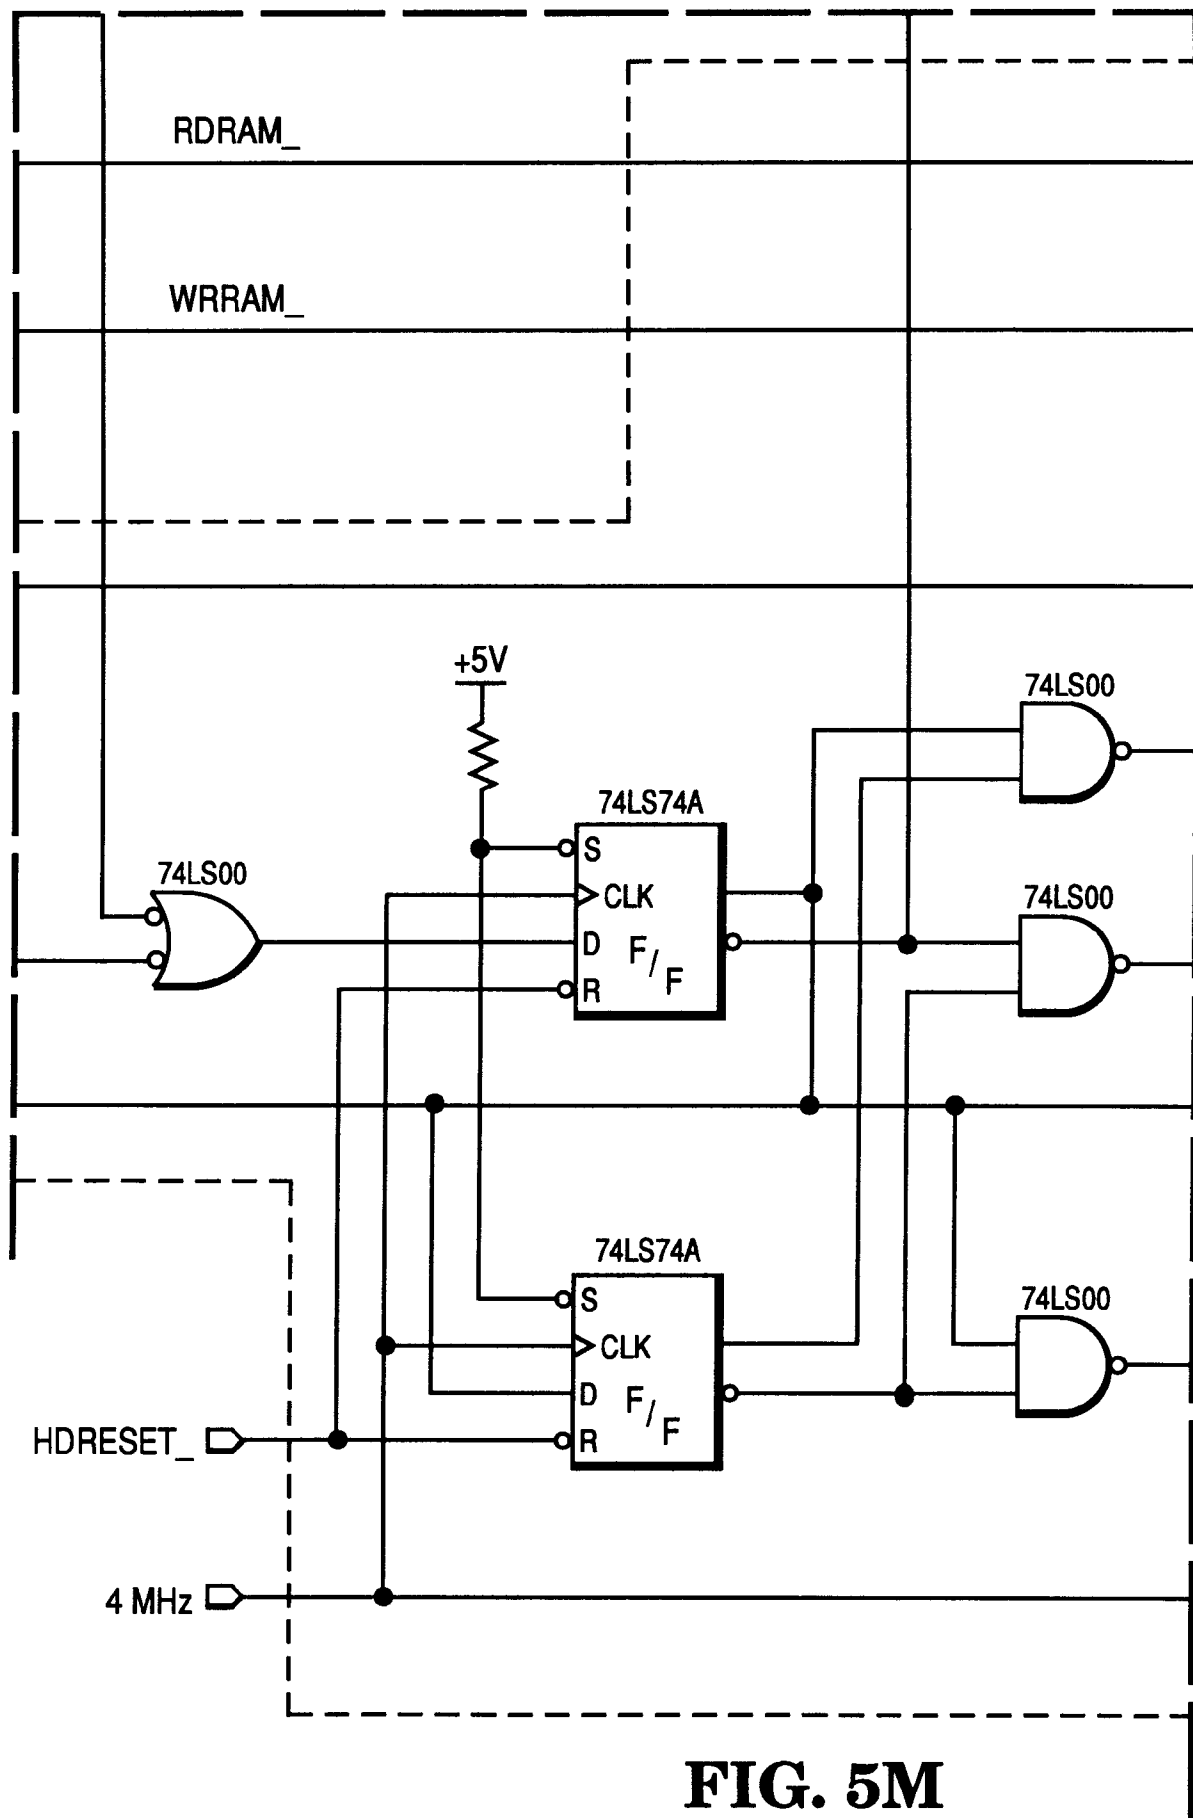 RDRAM_
WRRAM_
+5V
74LS00
74LS74A
74LS00
S
74LS00
CLK
D
F/F
R
74LS74A
74LS00
S
CLK
D
F/F
R
HDRESET_
4 MHz
FIG. 5M